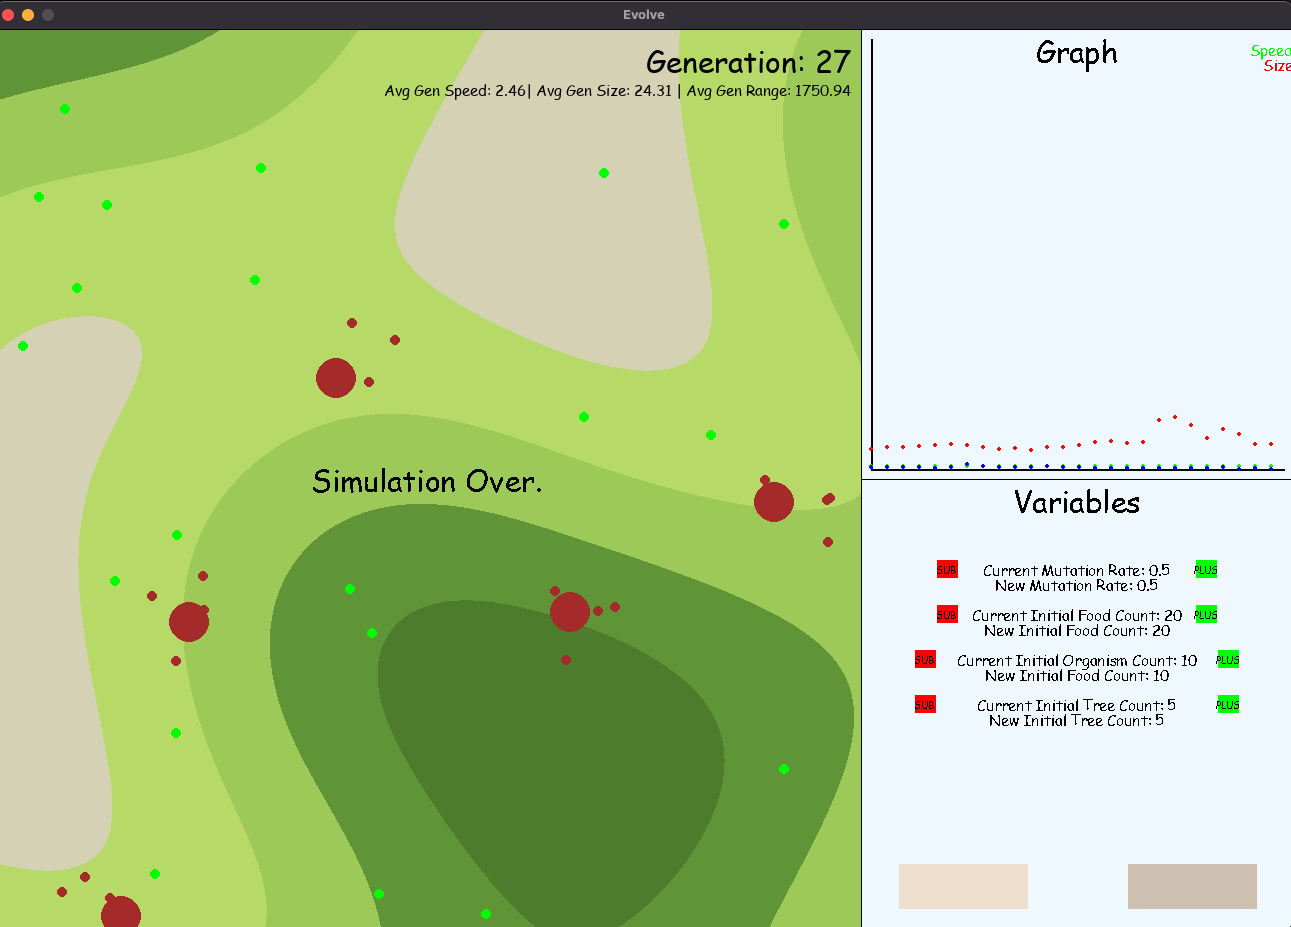 Evolve
Generation: 27
Avg Gen Speed: 2.46| Avg Gen Size: 24.31 | Avg Gen Range: 1750.94
Simulation Over.
Graph
Speed
Size
Variables
SUB Current Mutation Rate: 0.5 PLUS
New Mutation Rate: 0.5
SUB Current Initial Food Count: 20 PLUS
New Initial Food Count: 20
SUB Current Initial Organism Count: 10 PLUS
New Initial Food Count: 10
SUB Current Initial Tree Count: 5 PLUS
New Initial Tree Count: 5